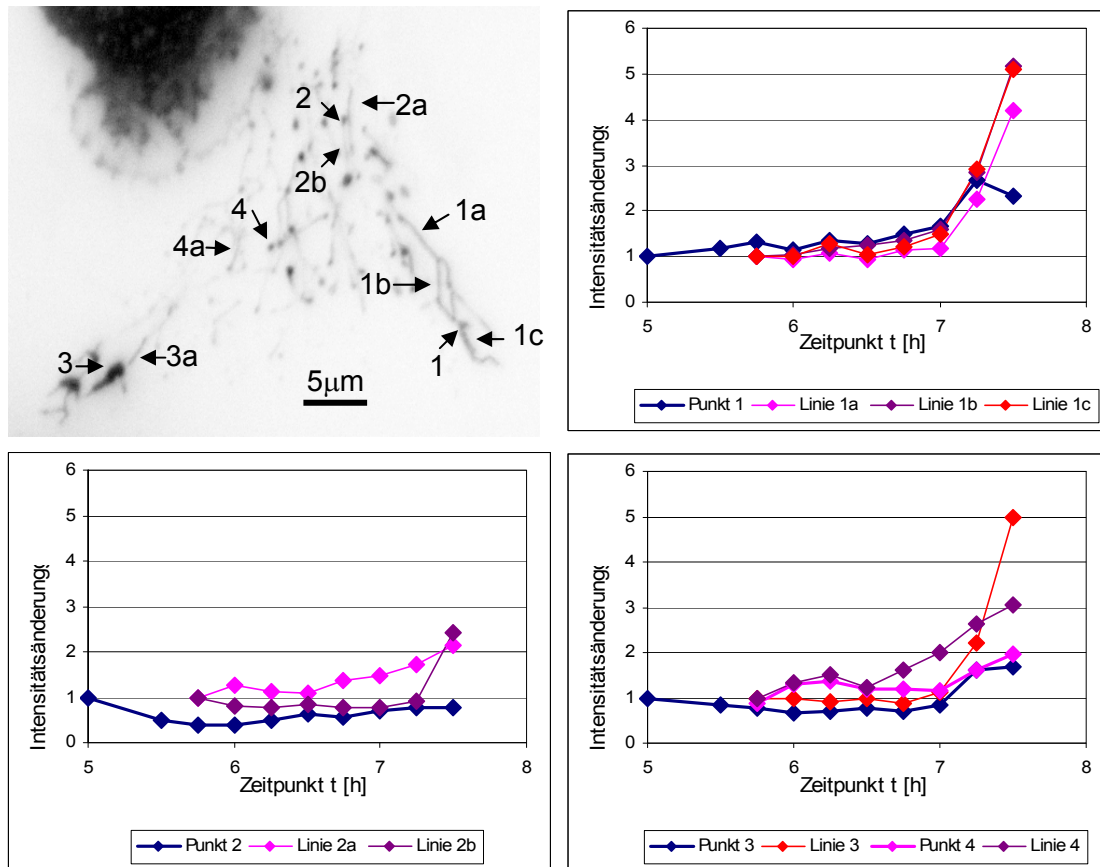 2
2a
2b
4
4a
1a
1b
3
3a
1
1c
5µm
6
5
4
3
2
1
0
Intensitätsänderung
5 6 7 8
Zeitpunkt t [h]
Punkt 1 Linie 1a Linie 1b Linie 1c
6
5
4
3
2
1
0
Intensitätsänderung
5 6 7 8
Zeitpunkt t [h]
Punkt 2 Linie 2a Linie 2b
6
5
4
3
2
1
0
Intensitätsänderung
5 6 7 8
Zeitpunkt t [h]
Punkt 3 Linie 3 Punkt 4 Linie 4